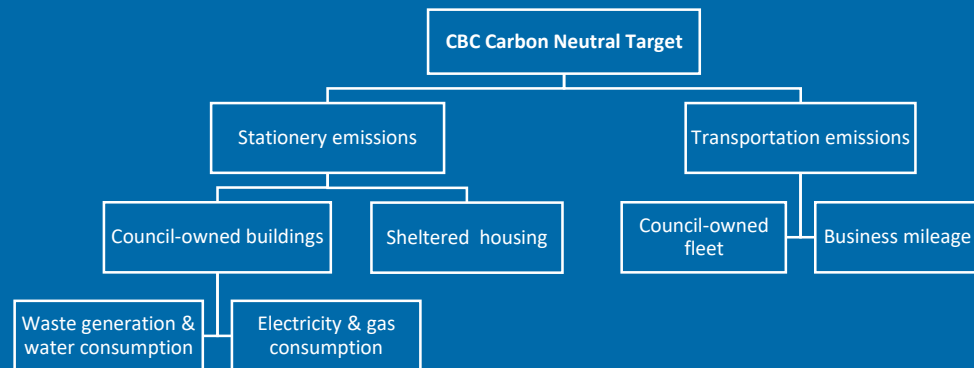 CBC Carbon Neutral Target
Stationery emissions
Transportation emissions
Council-owned buildings
Sheltered housing
Council-owned
fleet
Business mileage
Waste generation &
water consumption
Electricity & gas
consumption